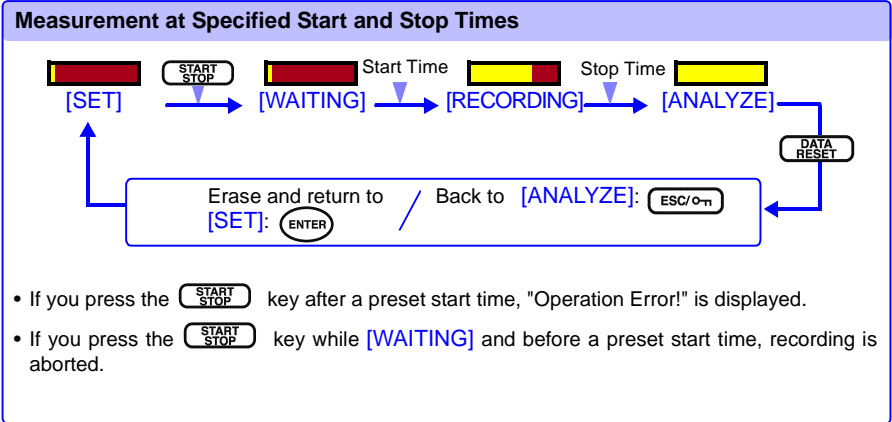 Measurement at Specified Start and Stop Times
START STOP Start Time Stop Time
[SET] [WAITING] [RECORDING] [ANALYZE]
DATA RESET
Erase and return to / Back to [ANALYZE]: ESC/
[SET]: ENTER
• If you press the START STOP key after a preset start time, "Operation Error!" is displayed.
• If you press the START STOP key while [WAITING] and before a preset start time, recording is
aborted.